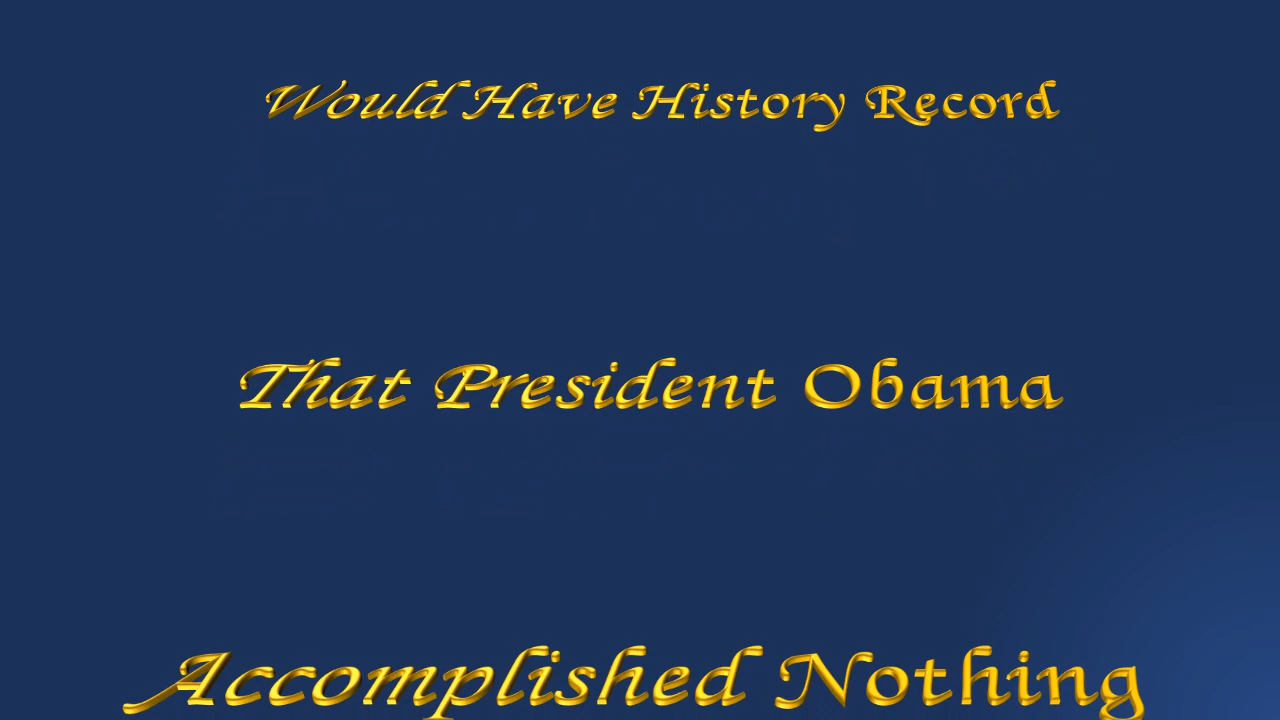 Would Have History Record
That President Obama
Accomplished Nothing